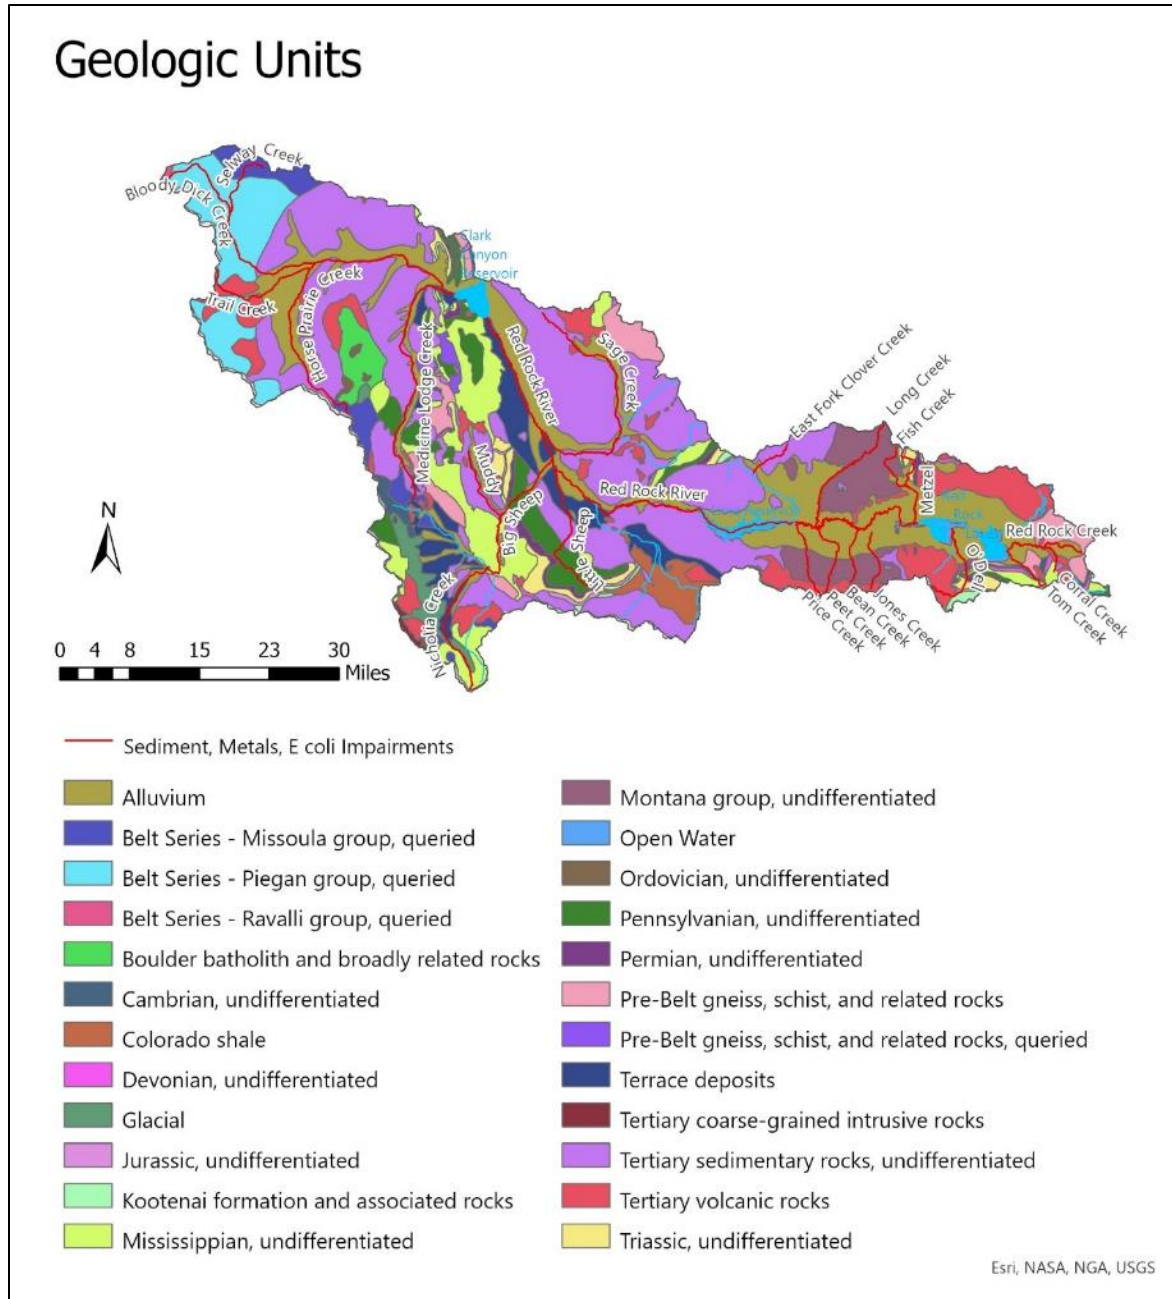 Geologic Units
Selway Creek
Bloody Dick Creek
Clark
Canyon
Reservoir
Trail Creek
Horse Prairie Creek
Medicine Lodge Creek
Red Rock River
Sage Creek
East Fork Clover Creek
Long Creek
Fish Creek
Metzel
Muddy
Big Sheep
Little Sheep
Red Rock River
Rock
Red Rock Creek
O'Dell
Corral Creek
Tom Creek
Jones Creek
Bean Creek
Peet Creek
Price Creek
Nicholia Creek
N
0 4 8 15 23 30
Miles
Sediment, Metals, E coli Impairments
Alluvium
Belt Series - Missoula group, queried
Belt Series - Piegan group, queried
Belt Series - Ravalli group, queried
Boulder batholith and broadly related rocks
Cambrian, undifferentiated
Colorado shale
Devonian, undifferentiated
Glacial
Jurassic, undifferentiated
Kootenai formation and associated rocks
Mississippian, undifferentiated
Montana group, undifferentiated
Open Water
Ordovician, undifferentiated
Pennsylvanian, undifferentiated
Permian, undifferentiated
Pre-Belt gneiss, schist, and related rocks
Pre-Belt gneiss, schist, and related rocks, queried
Terrace deposits
Tertiary coarse-grained intrusive rocks
Tertiary sedimentary rocks, undifferentiated
Tertiary volcanic rocks
Triassic, undifferentiated
Esri, NASA, NGA, USGS